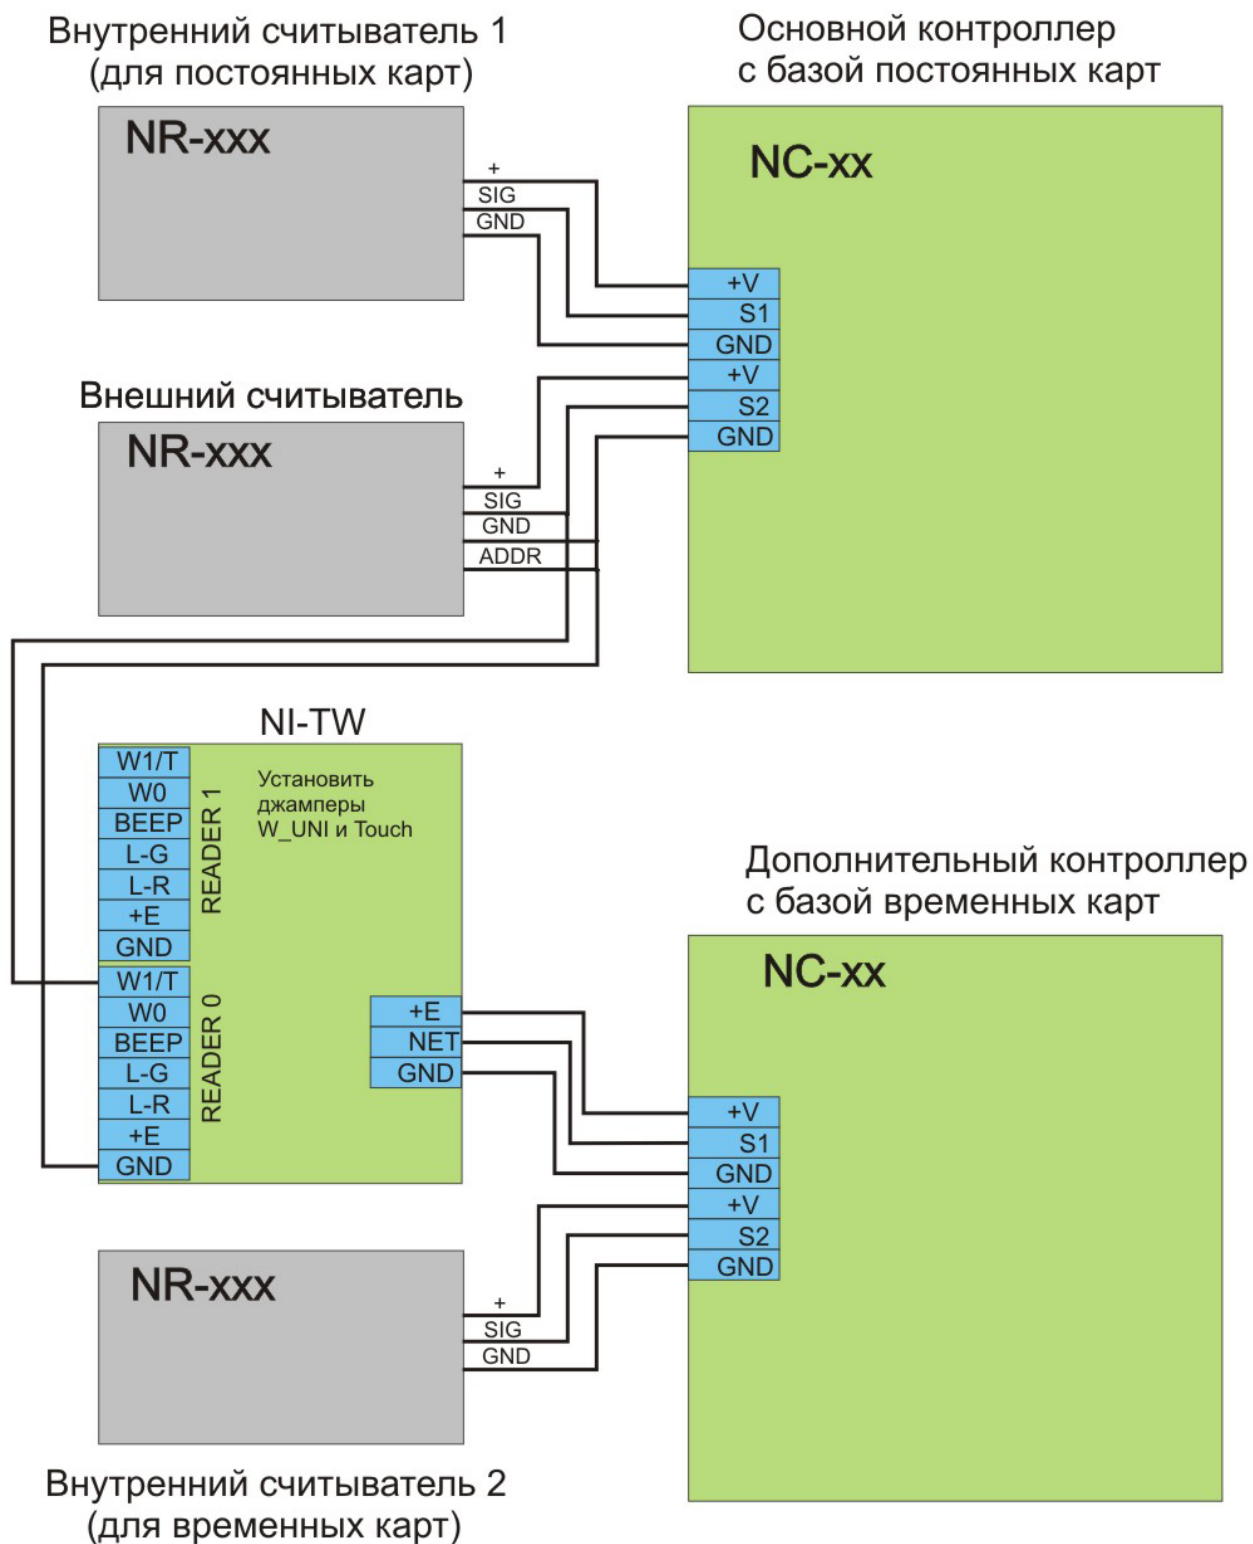 Внутренний считыватель 1
(для постоянных карт)
Основной контроллер
с базой постоянных карт
NR-xxx
+
SIG
GND
NC-xx
+V
S1
GND
+V
S2
GND
Внешний считыватель
NR-xxx
+
SIG
GND
ADDR
NI-TW
W1/T
W0
BEEP
L-G
L-R
+E
GND
READER 1
Установить
джамперы
W_UNI и Touch
W1/T
W0
BEEP
L-G
L-R
+E
GND
READER 0
+E
NET
GND
Дополнительный контроллер
с базой временных карт
NC-xx
+V
S1
GND
+V
S2
GND
NR-xxx
+
SIG
GND
Внутренний считыватель 2
(для временных карт)